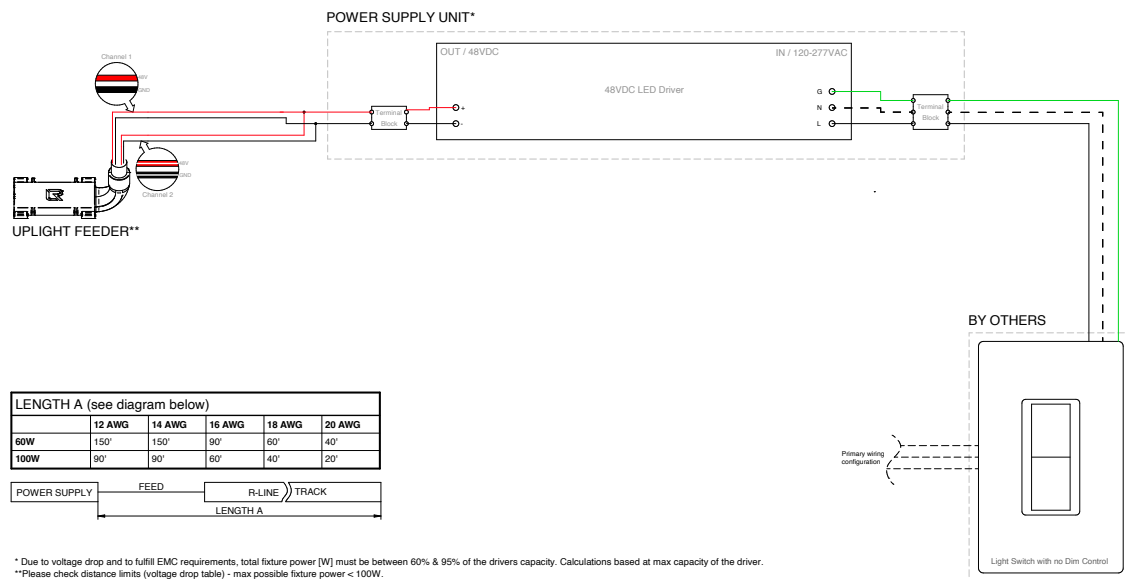 POWER SUPPLY UNIT*
OUT / 48VDC
IN / 120-277VAC
Channel 1
48V
GND
48VDC LED Driver
Terminal
Block
+
-
G
N
L
Terminal
Block
48V
GND
Channel 2
UPLIGHT FEEDER**
BY OTHERS
LENGTH A (see diagram below)
12 AWG 14 AWG 16 AWG 18 AWG 20 AWG
60W 150' 150' 90' 60' 40'
100W 90' 90' 60' 40' 20'
Primary wiring
configuration
POWER SUPPLY FEED R-LINE TRACK
LENGTH A
Light Switch with no Dim Control
* Due to voltage drop and to fulfill EMC requirements, total fixture power [W] must be between 60% & 95% of the drivers capacity. Calculations based at max capacity of the driver.
**Please check distance limits (voltage drop table) - max possible fixture power < 100W.